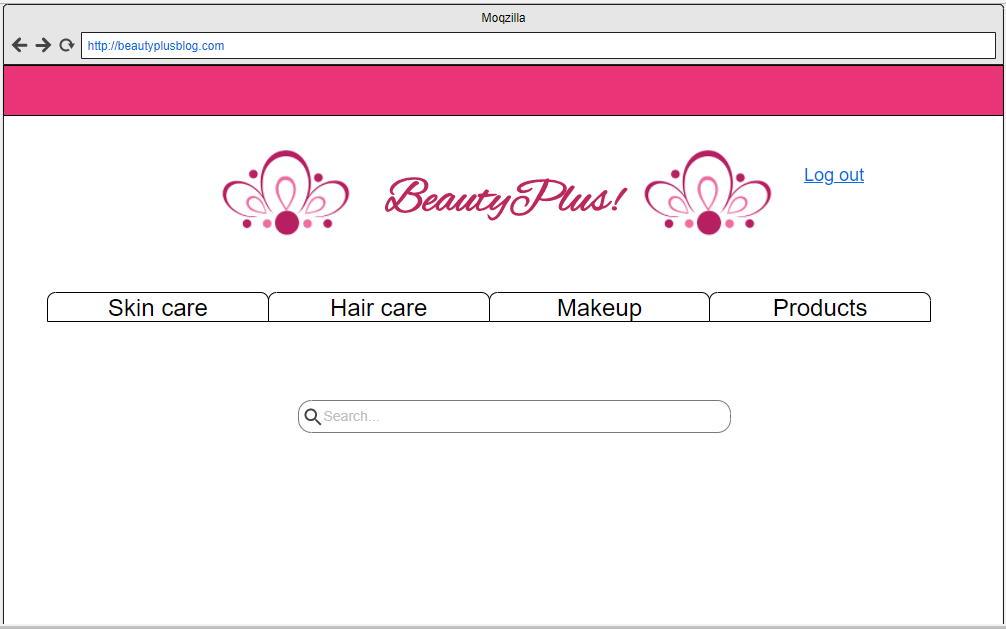 Moqzilla
http://beautyplusblog.com
BeautyPlus!
Log out
Skin care
Hair care
Makeup
Products
Search...